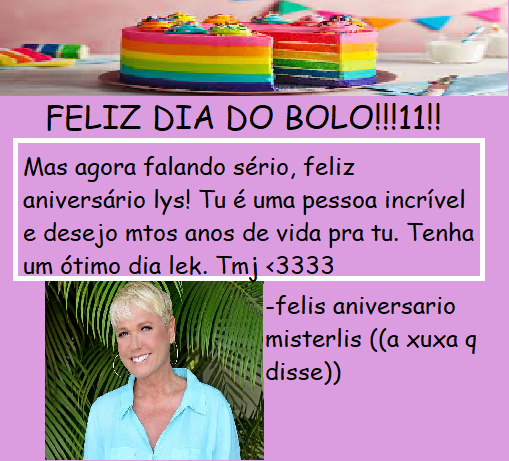 FELIZ DIA DO BOLO!!!11!!
Mas agora falando sério, feliz
aniversário lys! Tu é uma pessoa incrível
e desejo mtos anos de vida pra tu. Tenha
um ótimo dia lek. Tmj <3333
-felis aniversario
misterlis ((a xuxa q
disse))